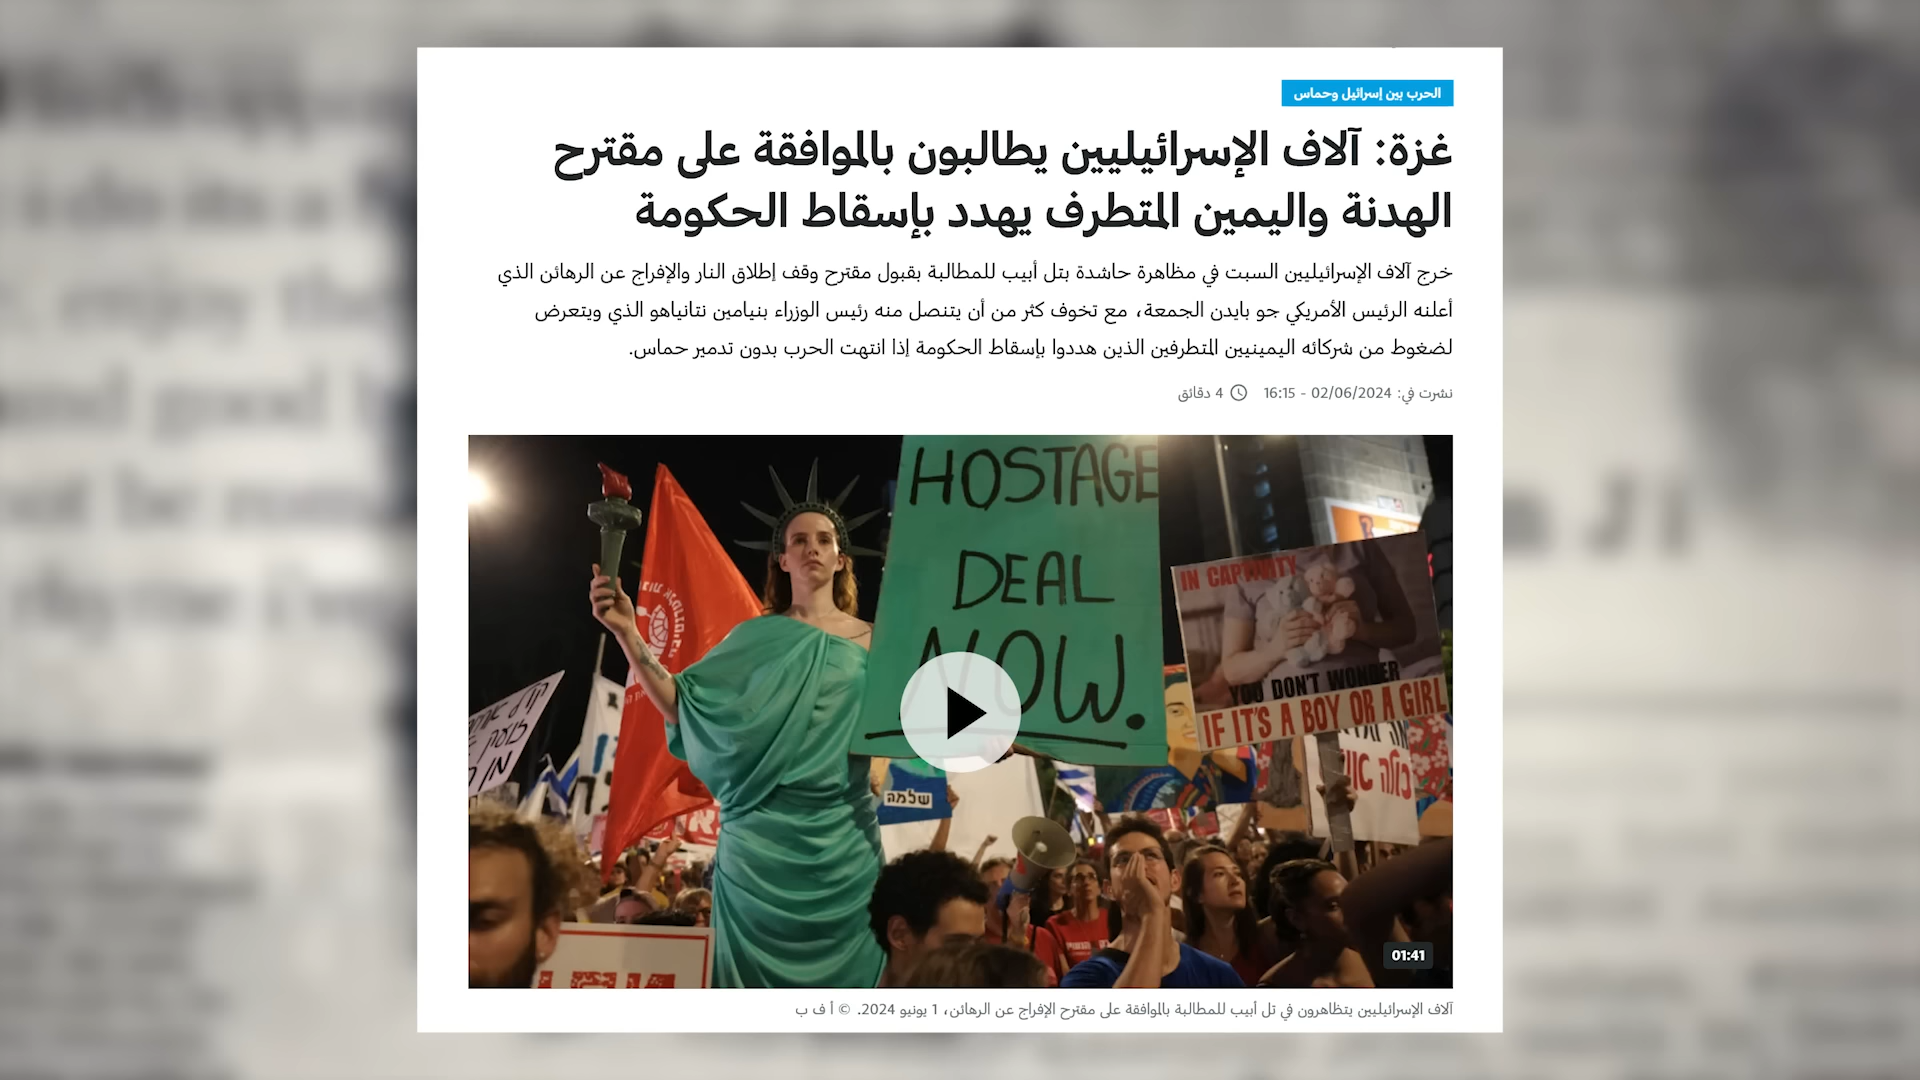 الحرب بين إسرائيل وحماس
غزة: آلاف الإسرائيليين يطالبون بالموافقة على مقترح
الهدنة واليمين المتطرف يهدد بإسقاط الحكومة
خرج آلاف الإسرائيليين السبت في مظاهرة حاشدة بتل أبيب للمطالبة بقبول مقترح وقف إطلاق النار والإفراج عن الرهائن الذي
أعلنه الرئيس الأمريكي جو بايدن الجمعة، مع تخوف كثر من أن يتنصل منه رئيس الوزراء بنيامين نتانياهو الذي ويتعرض
لضغوط من شركائه اليمينيين المتطرفين الذين هددوا بإسقاط الحكومة إذا انتهت الحرب بدون تدمير حماس.
نشرت في: 02/06/2024 - 16:15 4 دقائق
HOSTAGE
DEAL
NOW.
IN CAPTIVITY
YOU DON'T WONDER
IF IT'S A BOY OR A GIRL
שלמה
01:41
آلاف الإسرائيليين يتظاهرون في تل أبيب للمطالبة بالموافقة على مقترح الإفراج عن الرهائن، 1 يونيو 2024. © أ ف ب